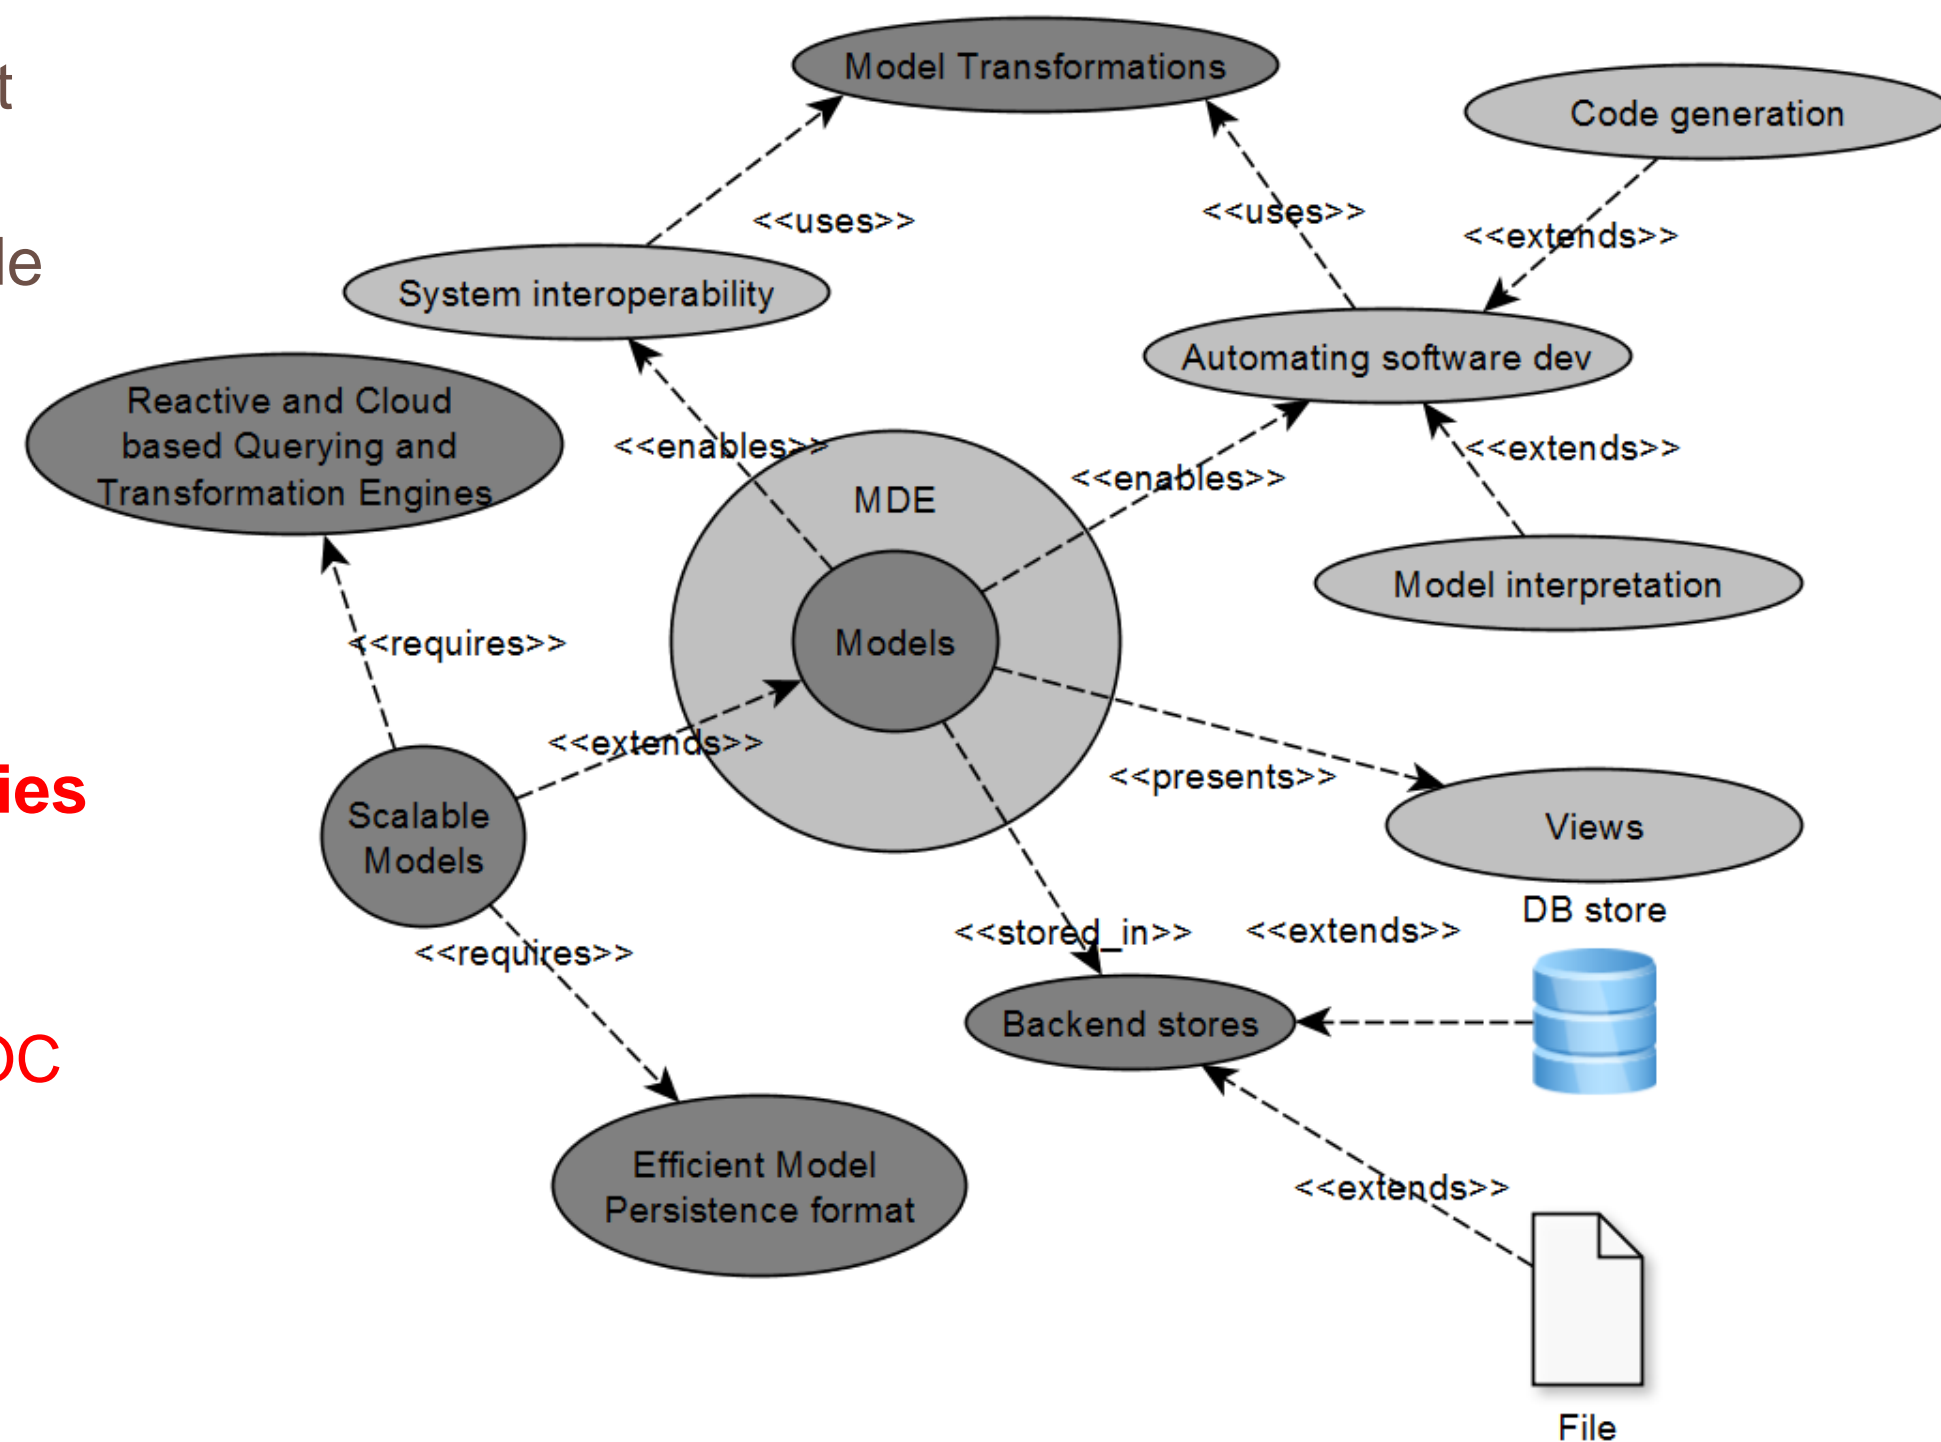 t
le
ies
OC
Model Transformations
Code generation
<<uses>>
<<uses>>
<<extends>>
System interoperability
Automating software dev
Reactive and Cloud
based Querying and
Transformation Engines
<<enables>>
<<enables>>
<<extends>>
MDE
Model interpretation
Models
<<requires>>
<<extends>>
<<presents>>
Scalable
Models
Views
DB store
<<requires>>
<<stored_in>>
<<extends>>
Backend stores
Efficient Model
Persistence format
<<extends>>
File